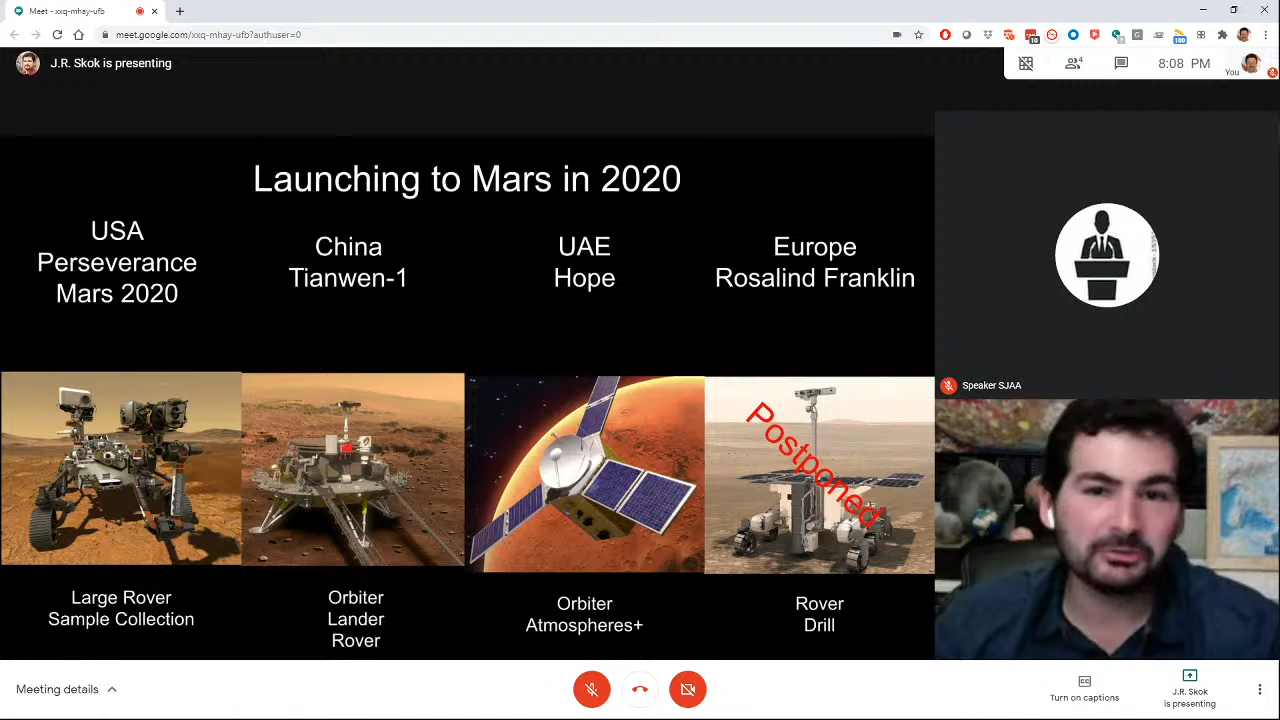 Meet - xxq-mhay-ufb
meet.google.com/xxq-mhay-ufb?authuser=0
J.R. Skok is presenting
4
8:08 PM
You
Launching to Mars in 2020
USA
Perseverance
Mars 2020
China
Tianwen-1
UAE
Hope
Europe
Rosalind Franklin
Postponed
Large Rover
Sample Collection
Orbiter
Lander
Rover
Orbiter
Atmospheres+
Rover
Drill
Speaker SJAA
Meeting details
Turn on captions
J.R. Skok
is presenting